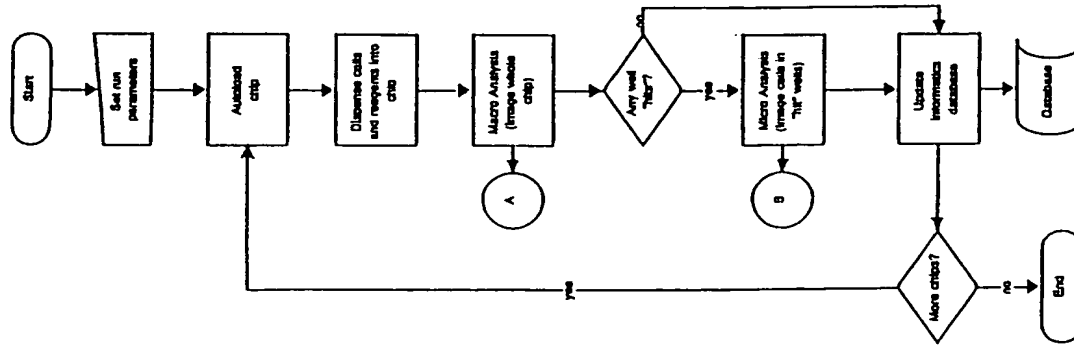 Start
Set run
parameters
Autoload
chip
Dispense cells
and reagents into
chip
Macro Analysis
(Image whole
chip)
A
Any well
"hits"?
no
yes
Micro Analysis
(Image cells in
"hit" wells)
B
Update
informatics
database
Database
More chips?
yes
no
End